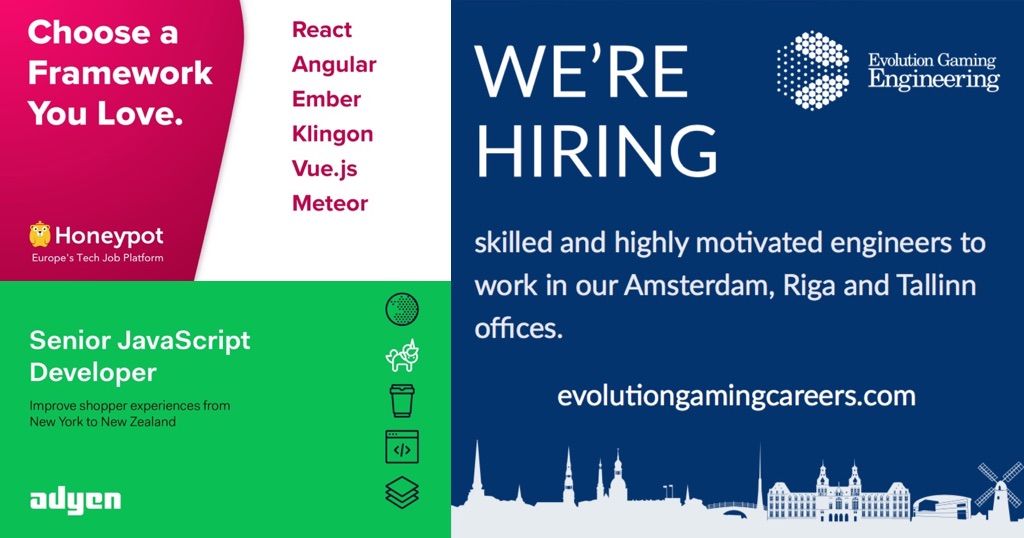 Choose a
Framework
You Love.
Honeypot
Europe's Tech Job Platform
React
Angular
Ember
Klingon
Vue.js
Meteor
Senior JavaScript
Developer
Improve shopper experiences from
New York to New Zealand
adyen
</>
WE’RE
HIRING
Evolution Gaming
Engineering
skilled and highly motivated engineers to
work in our Amsterdam, Riga and Tallinn
offices.
evolutiongamingcareers.com